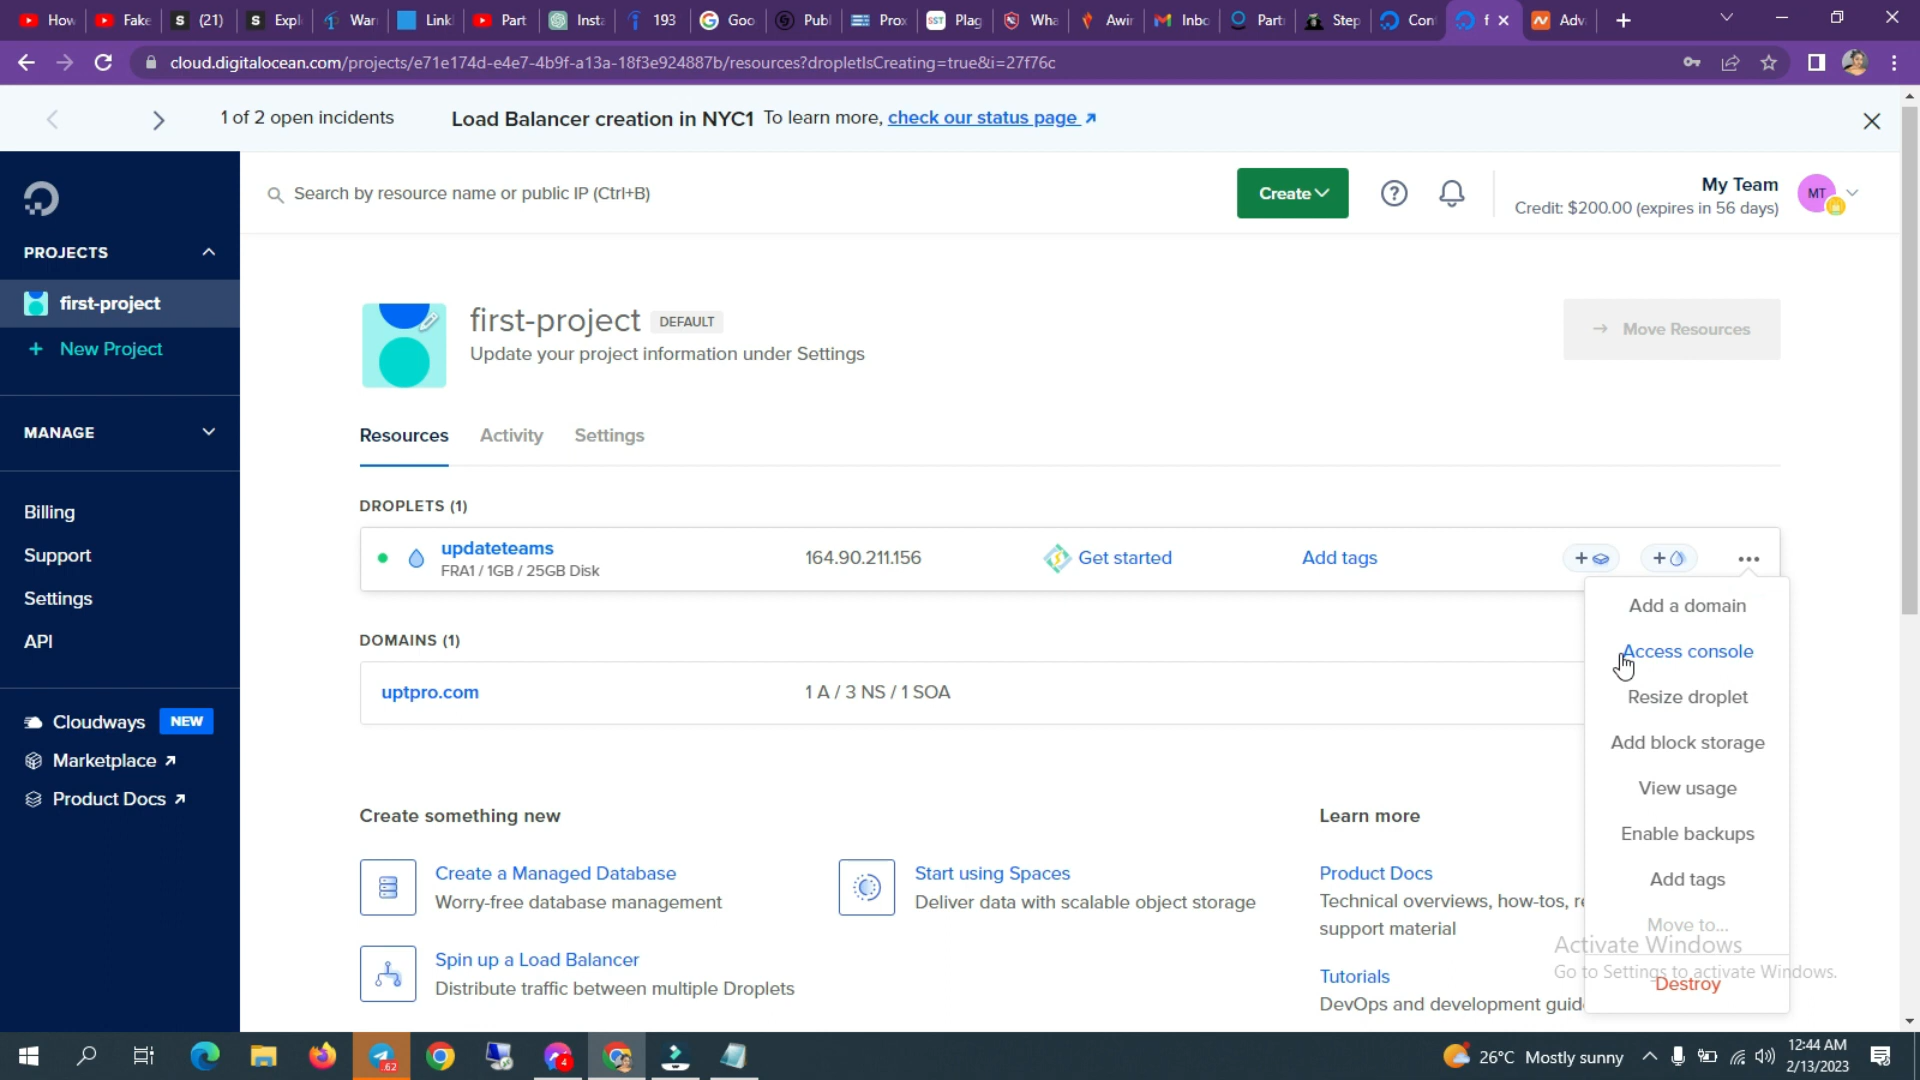 How
Fake
(21)
Expl
War
Link
Part
Inst
193
Goo
Publ
Prox
Plag
Wha
Awin
Inbo
Part
Step
Con
f
Adv
cloud.digitalocean.com/projects/e71e174d-e4e7-4b9f-a13a-18f3e924887b/resources?dropletIsCreating=true&i=27f76c
1 of 2 open incidents
Load Balancer creation in NYC1 To learn more, check our status page
Search by resource name or public IP (Ctrl+B)
Create
My Team
Credit: $200.00 (expires in 56 days)
MT
PROJECTS
first-project
+ New Project
MANAGE
Billing
Support
Settings
API
Cloudways NEW
Marketplace
Product Docs
first-project DEFAULT
Update your project information under Settings
Move Resources
Resources Activity Settings
DROPLETS (1)
updateteams
FRA1 / 1GB / 25GB Disk
164.90.211.156
Get started
Add tags
DOMAINS (1)
uptpro.com
1 A / 3 NS / 1 SOA
Add a domain
Access console
Resize droplet
Add block storage
View usage
Enable backups
Add tags
Move to...
Destroy
Create something new
Create a Managed Database
Worry-free database management
Start using Spaces
Deliver data with scalable object storage
Spin up a Load Balancer
Distribute traffic between multiple Droplets
Learn more
Product Docs
Technical overviews, how-tos,
support material
Tutorials
DevOps and development
Activate Windows
Go to Settings to activate Windows.
62
4
26°C Mostly sunny
12:44 AM
2/13/2023